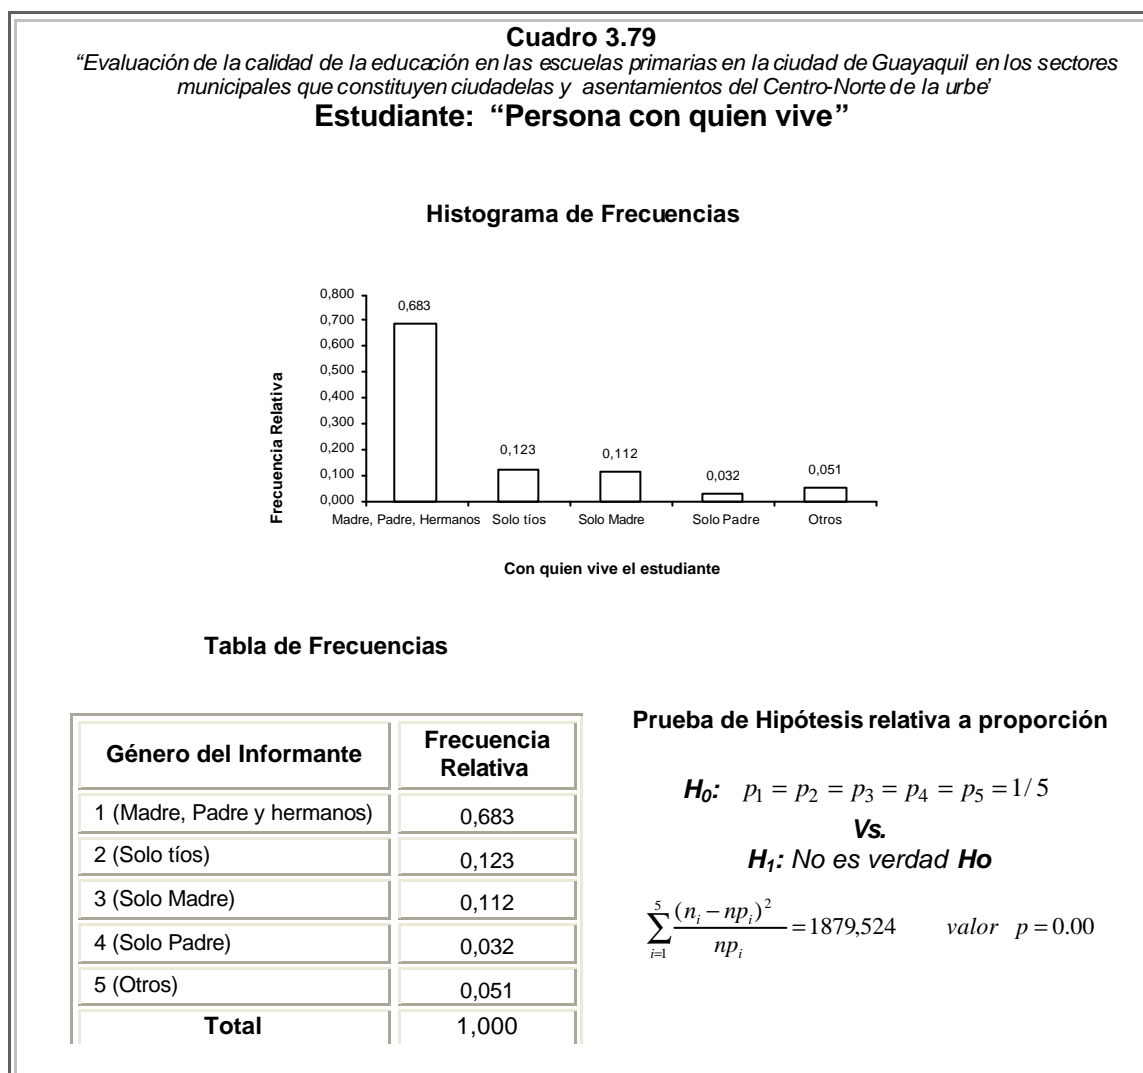 Cuadro 3.79
“Evaluación de la calidad de la educación en las escuelas primarias en la ciudad de Guayaquil en los sectores
municipales que constituyen ciudadelas y asentamientos del Centro-Norte de la urbe’
Estudiante: “Persona con quien vive”
Histograma de Frecuencias
0,800
0,700
0,600
0,500
0,400
0,300
0,200
0,100
0,000
Frecuencia Relativa
0,683
0,123
0,112
0,032
0,051
Madre, Padre, Hermanos Solo tíos Solo Madre Solo Padre Otros
Con quien vive el estudiante
Tabla de Frecuencias
Género del Informante Frecuencia Relativa
1 (Madre, Padre y hermanos) 0,683
2 (Solo tíos) 0,123
3 (Solo Madre) 0,112
4 (Solo Padre) 0,032
5 (Otros) 0,051
Total 1,000
Prueba de Hipótesis relativa a proporción
H₀: p₁ = p₂ = p₃ = p₄ = p₅ = 1/5
Vs.
H₁: No es verdad Ho
∑ᵢ₌₁⁵ (nᵢ − npᵢ)² / npᵢ = 1879,524 valor p = 0.00